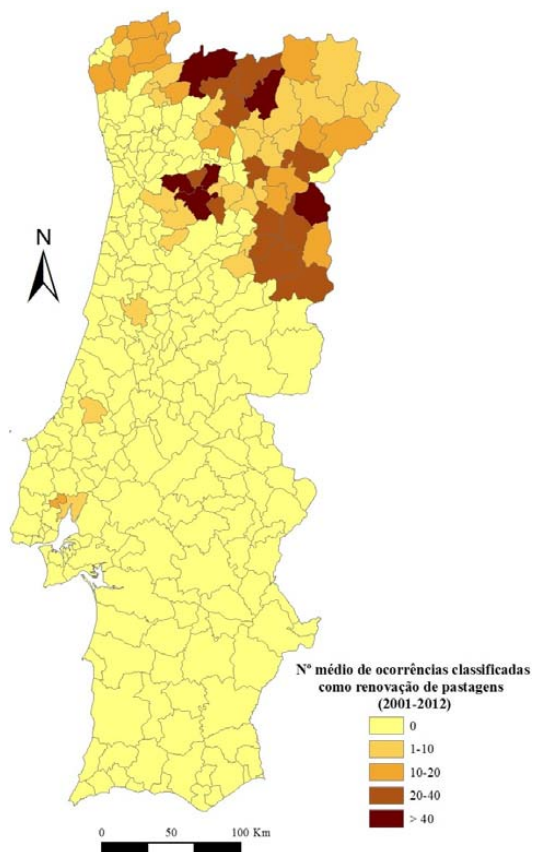 N
Nº médio de ocorrências classificadas
como renovação de pastagens
(2001-2012)
0
1-10
10-20
20-40
> 40
0 50 100 Km